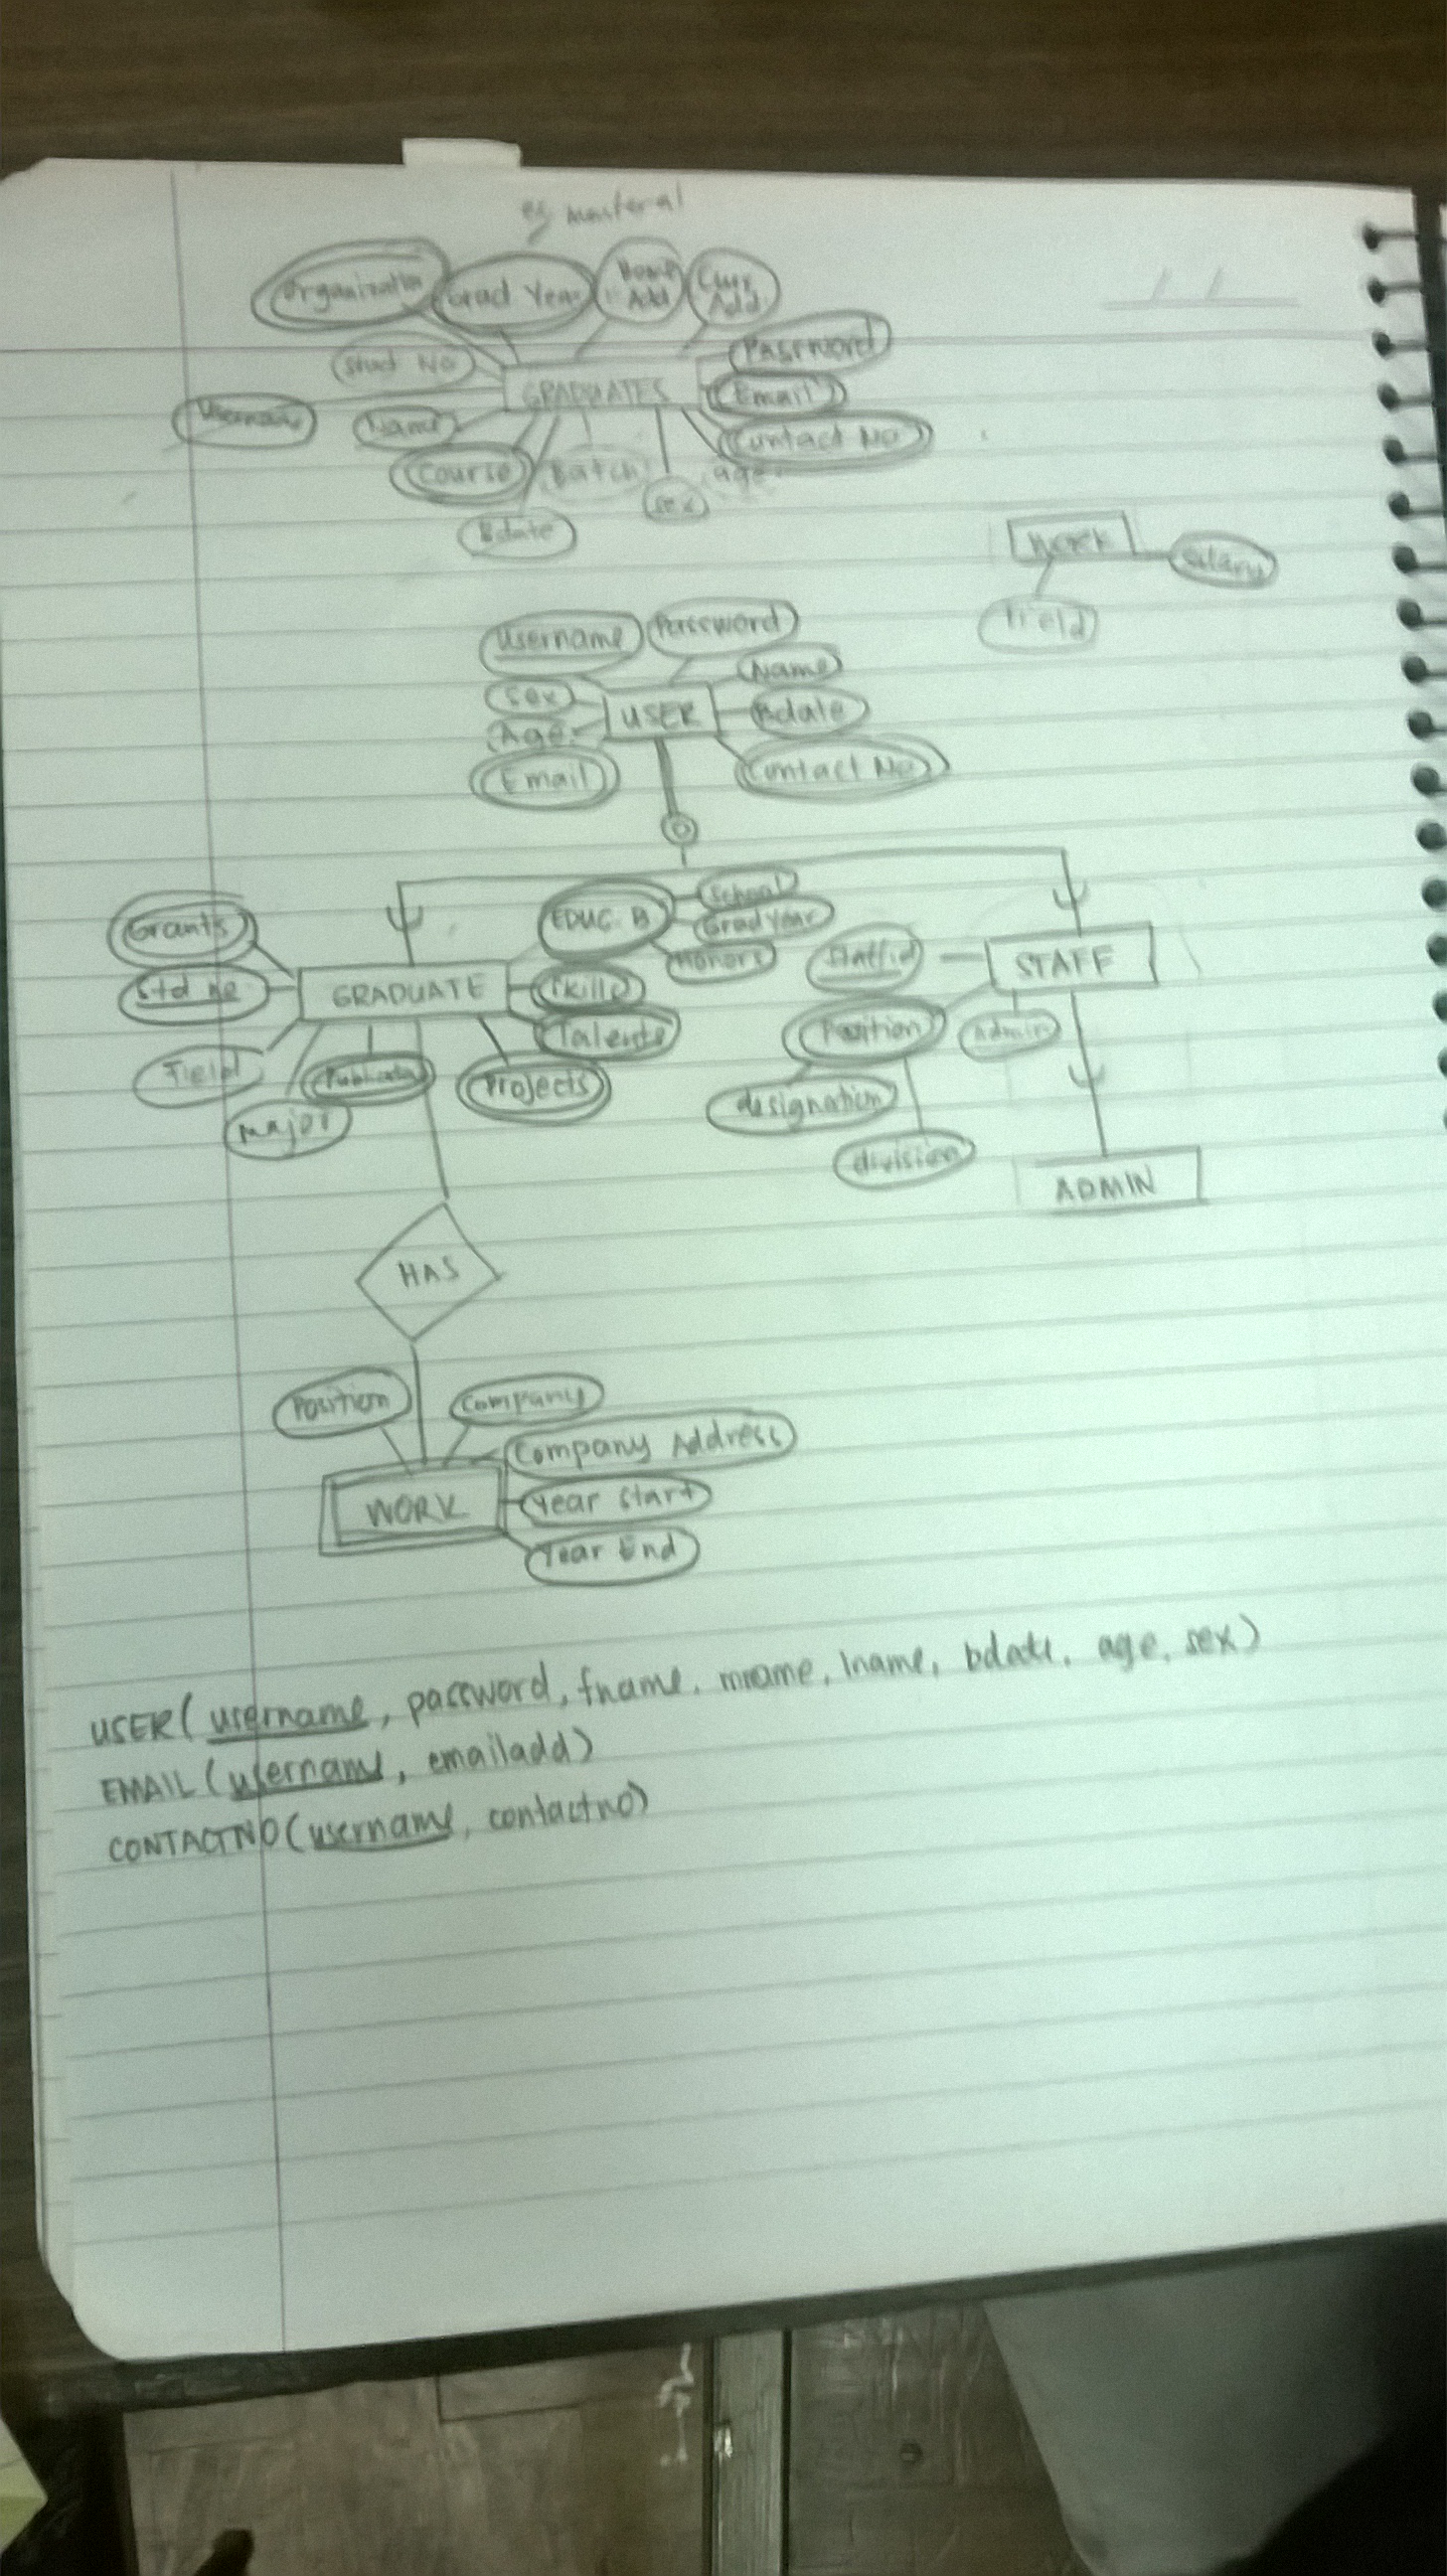 eg masteral
Organization Grad Year Home Add Curr Add
Password
Stud No
GRADUATES
Email
Username
Name
Contact No
Course
Batch
age
Sex
Bdate
WORK
Salary
Field
Username
Password
Name
Sex
USER
Bdate
Age
Email
Contact No
Grants
EDUC. B
School
Grad Year
Honors
Staffid
STAFF
Std no
GRADUATE
Skills
Talents
Position
Admin
Field
Projects
major
designation
division
ADMIN
HAS
Position
Company
Company Address
WORK
Year Start
Year End
USER(username, password, fname, mname, lname, bdate, age, sex)
EMAIL(username, emailadd)
CONTACTNO(username, contactno)